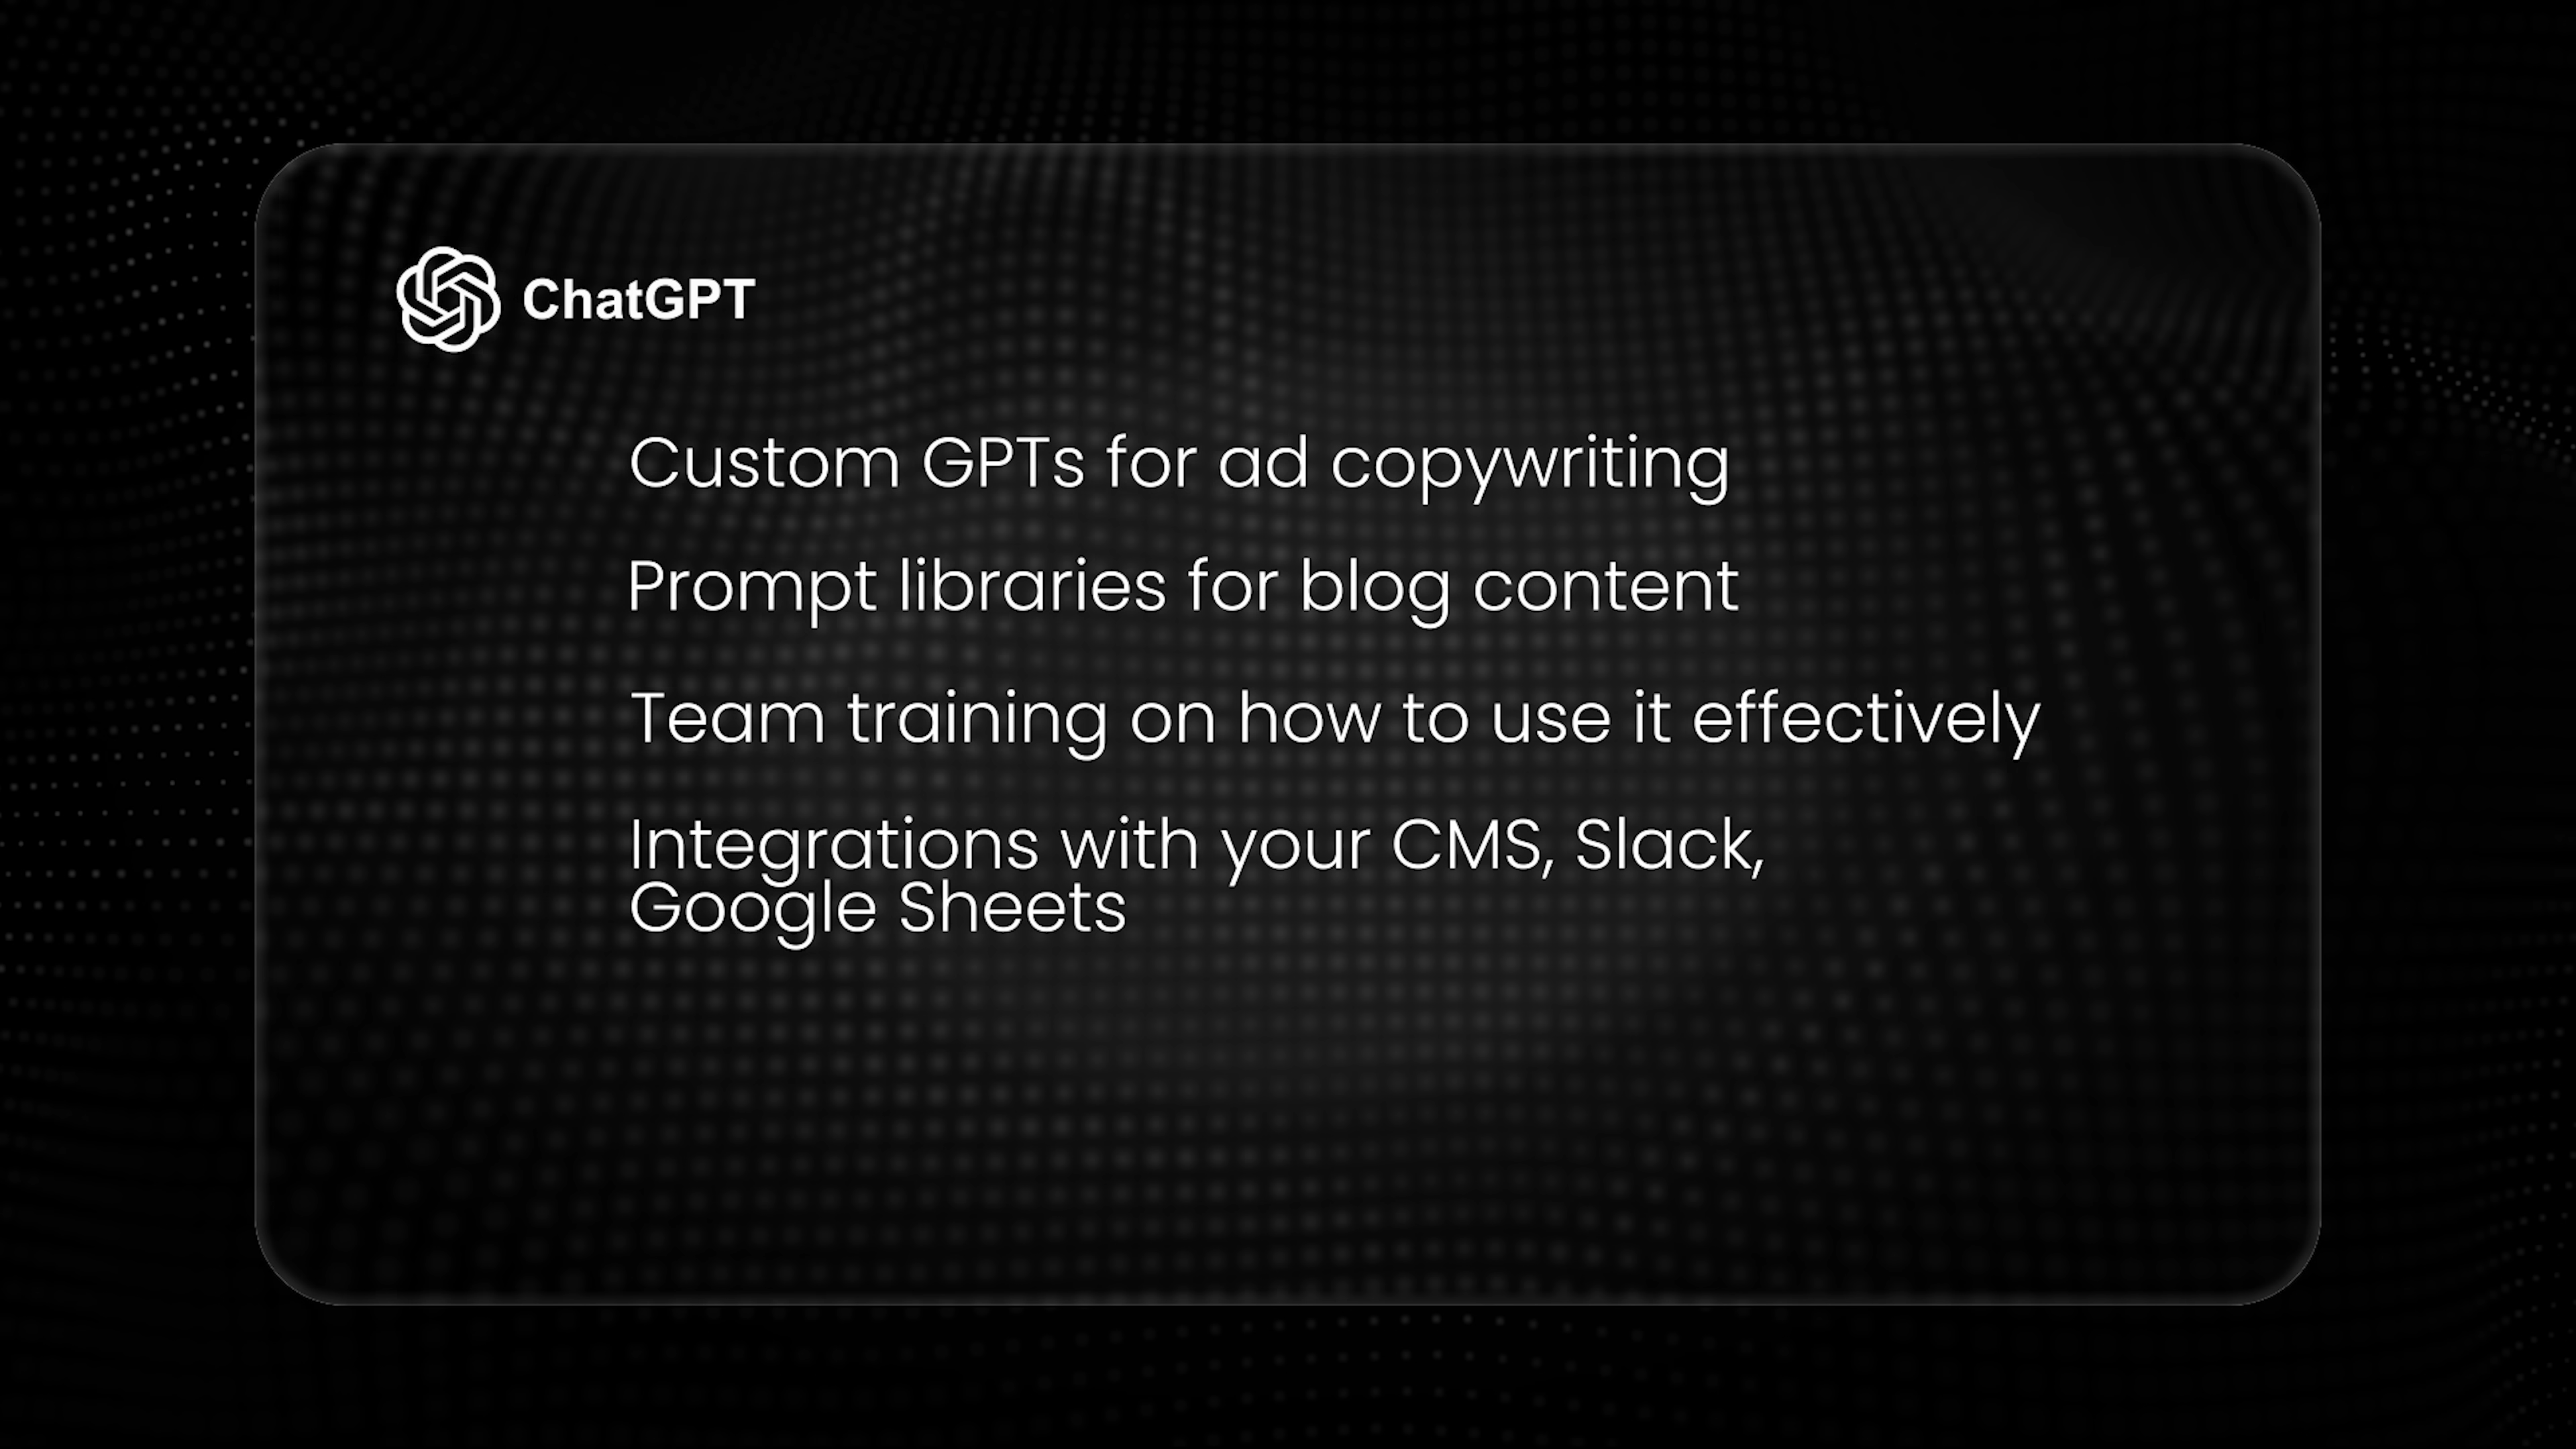 ChatGPT
Custom GPTs for ad copywriting
Prompt libraries for blog content
Team training on how to use it effectively
Integrations with your CMS, Slack,
Google Sheets